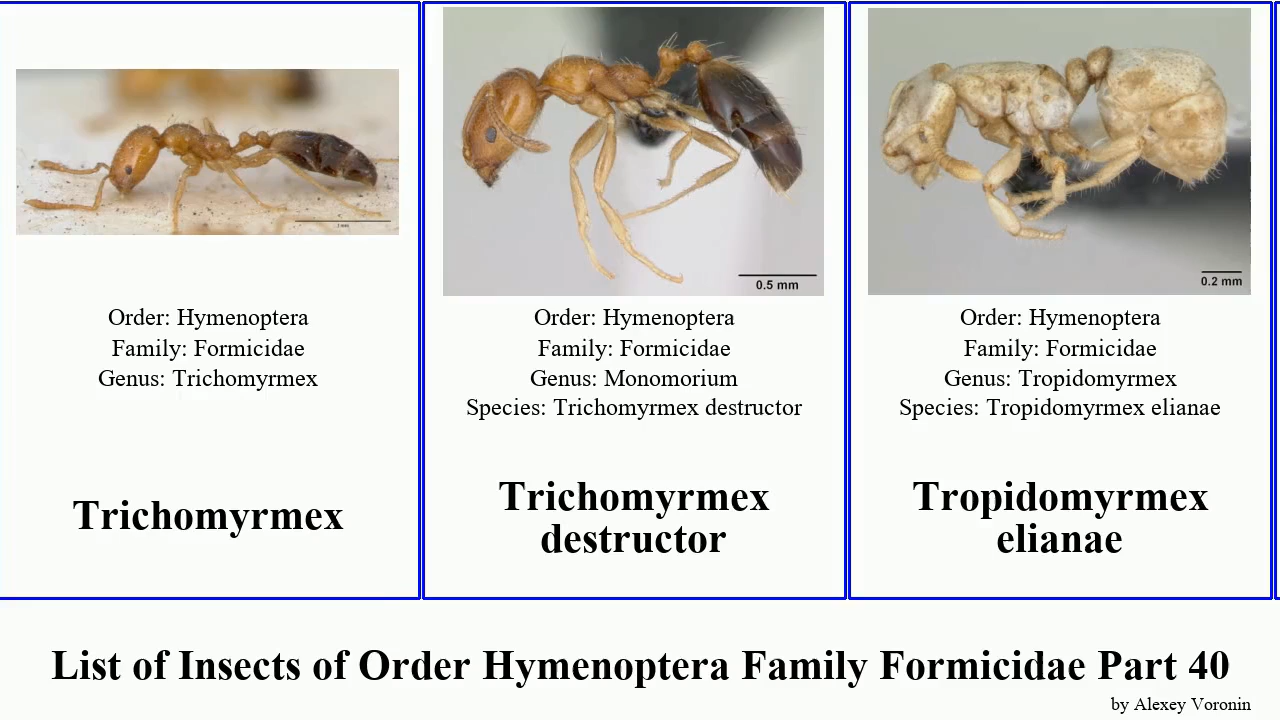 1 mm
0.5 mm
0.2 mm
Order: Hymenoptera
Family: Formicidae
Genus: Trichomyrmex
Trichomyrmex
Order: Hymenoptera
Family: Formicidae
Genus: Monomorium
Species: Trichomyrmex destructor
Trichomyrmex
destructor
Order: Hymenoptera
Family: Formicidae
Genus: Tropidomyrmex
Species: Tropidomyrmex elianae
Tropidomyrmex
elianae
List of Insects of Order Hymenoptera Family Formicidae Part 40
by Alexey Voronin